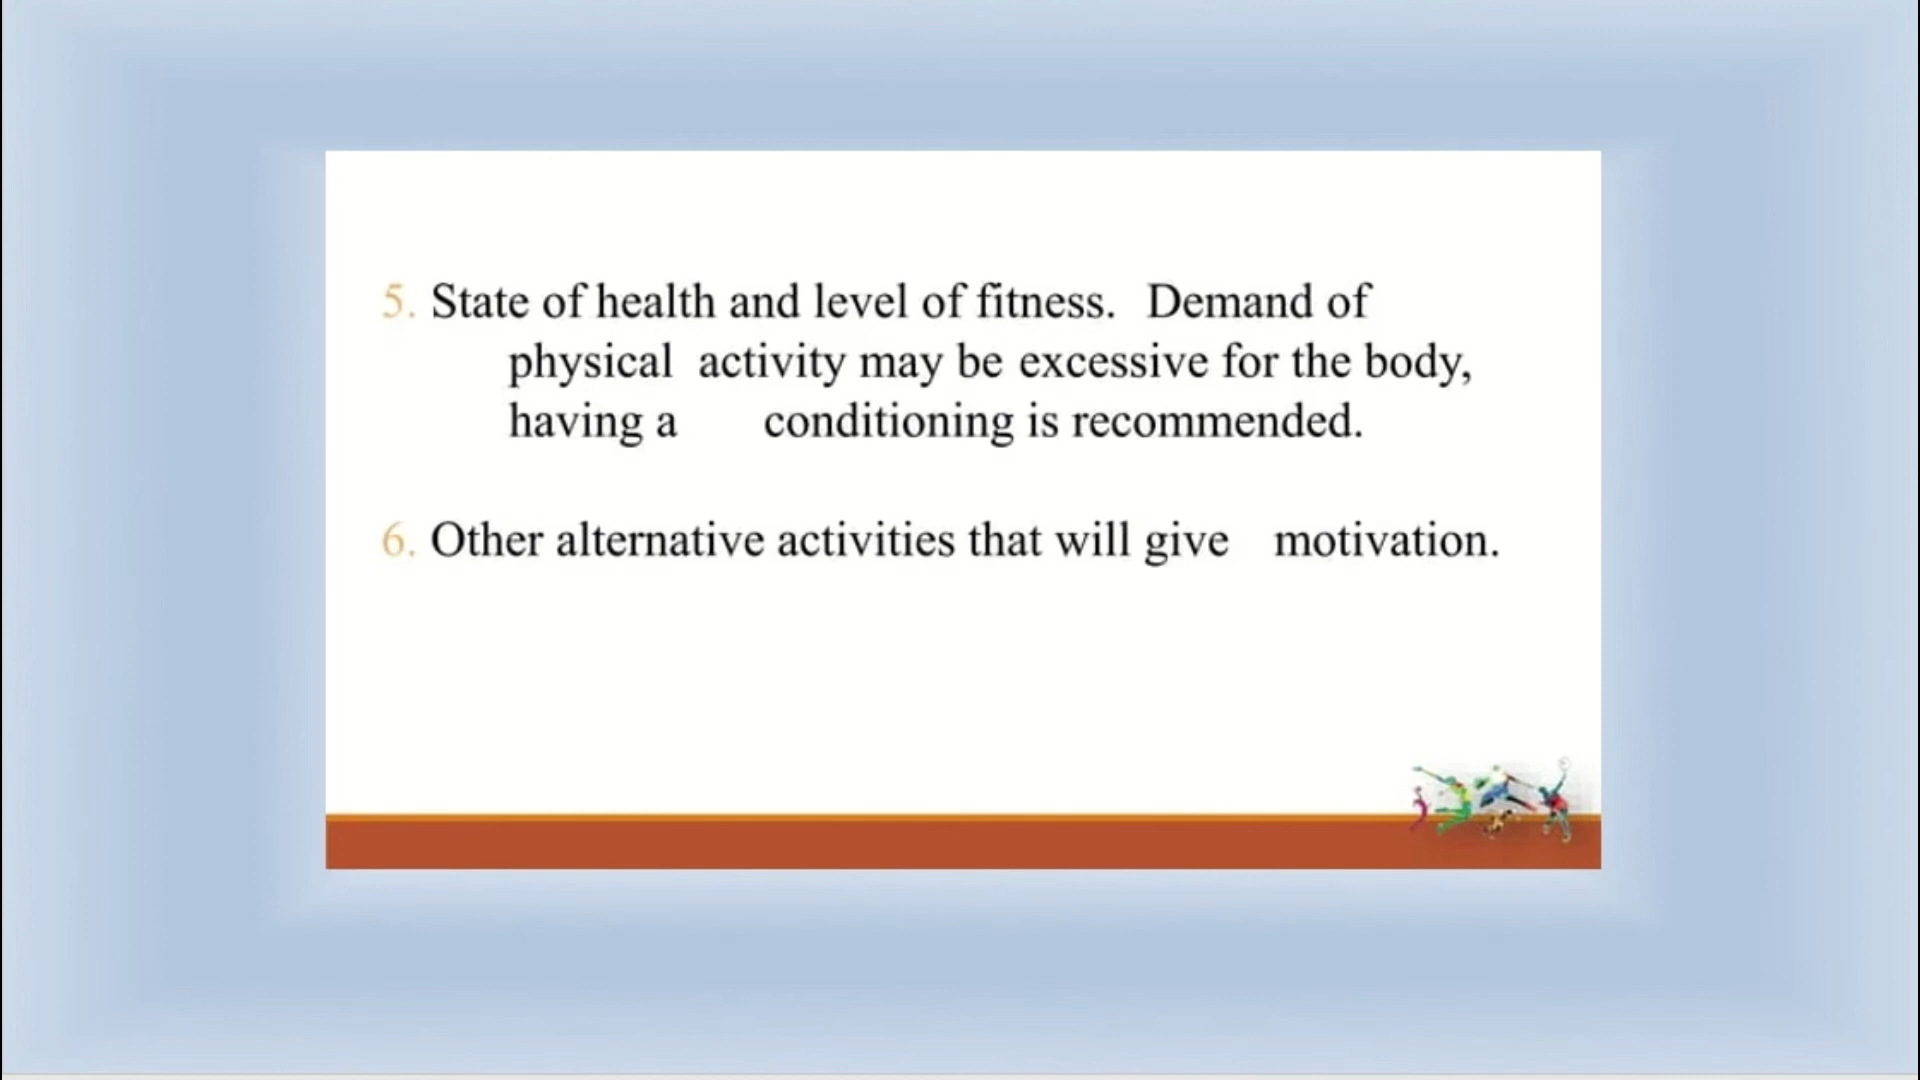 5. State of health and level of fitness. Demand of
physical activity may be excessive for the body,
having a conditioning is recommended.
6. Other alternative activities that will give motivation.